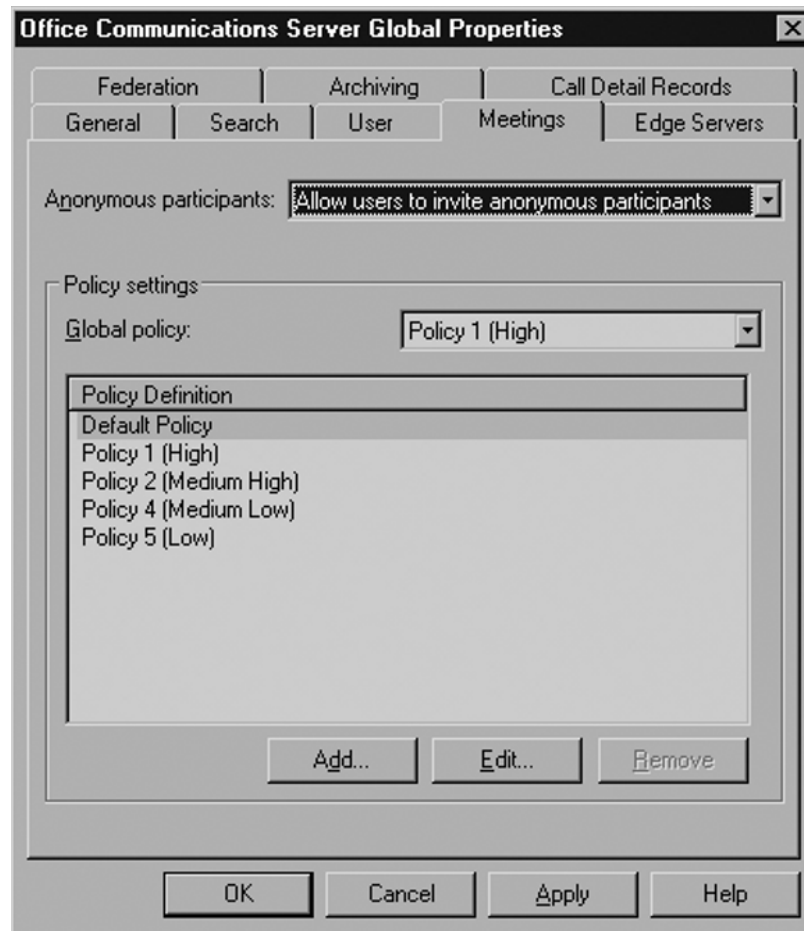 Office Communications Server Global Properties
Federation Archiving Call Detail Records
General Search User Meetings Edge Servers
Anonymous participants: Allow users to invite anonymous participants
Policy settings
Global policy: Policy 1 (High)
Policy Definition
Default Policy
Policy 1 (High)
Policy 2 (Medium High)
Policy 4 (Medium Low)
Policy 5 (Low)
Add... Edit... Remove
OK Cancel Apply Help